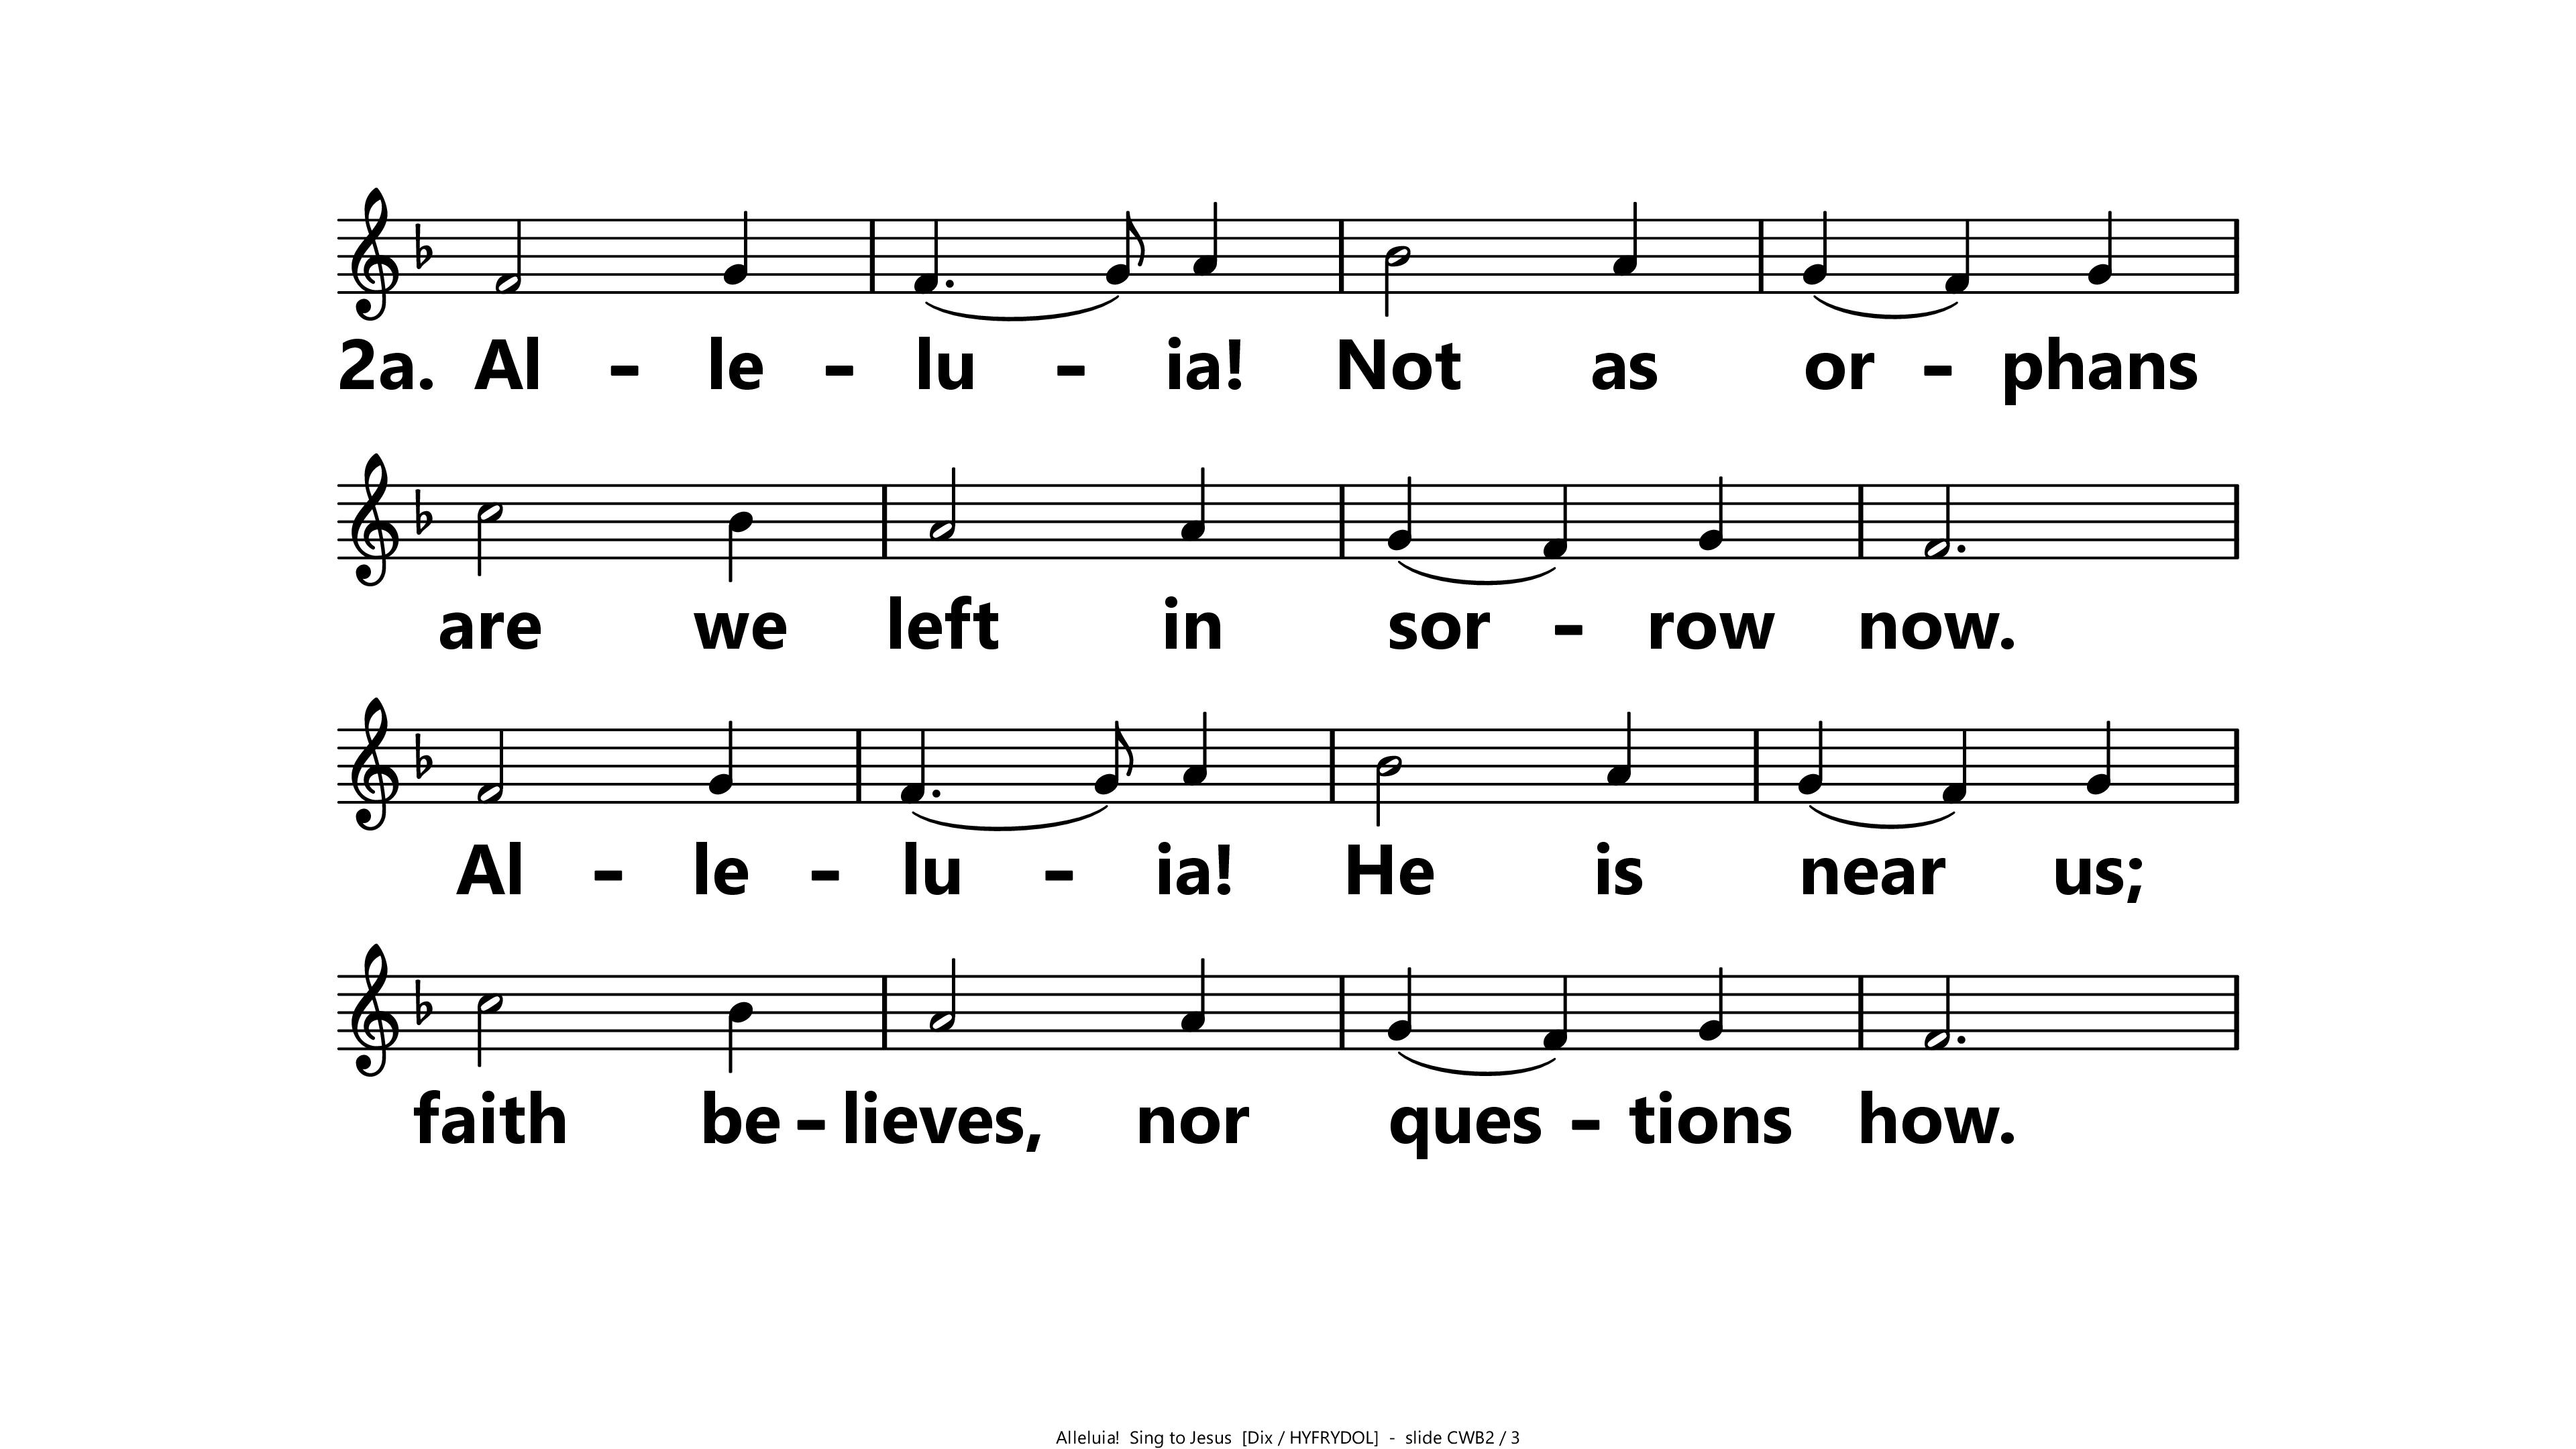 2a. Al - le - lu - ia! Not as or - phans
are we left in sor - row now.
Al - le - lu - ia! He is near us;
faith be - lieves, nor ques - tions how.
Alleluia! Sing to Jesus [Dix / HYFRYDOL] - slide CWB2 / 3